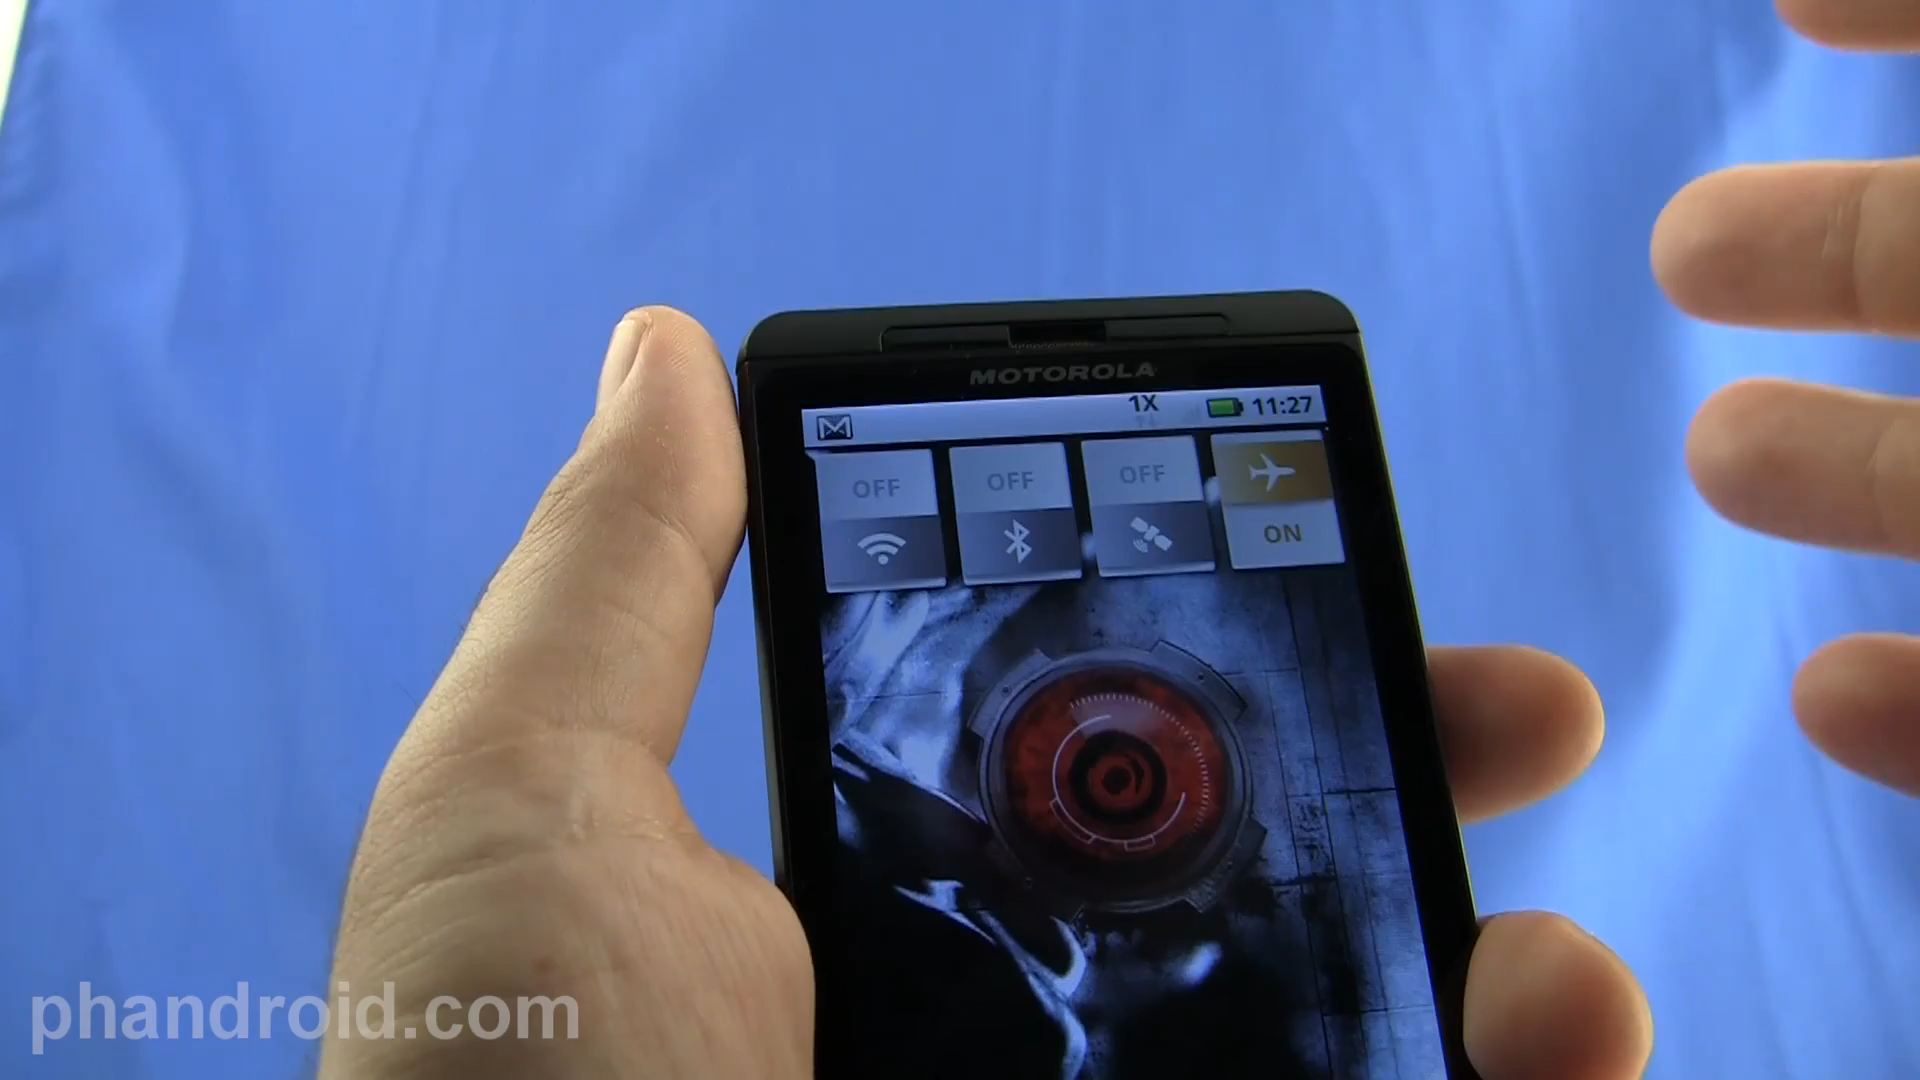 MOTOROLA
1X
11:27
OFF
OFF
OFF
ON
phandroid.com